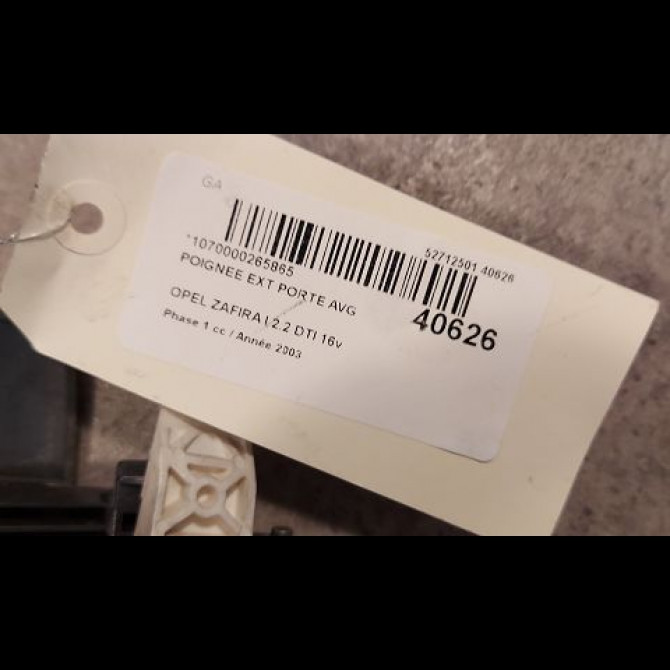 GA
52712501 40626
*1070000265865
POIGNEE EXT PORTE AVG
40626
OPEL ZAFIRA I 2.2 DTI 16v
Phase 1 cc / Année 2003